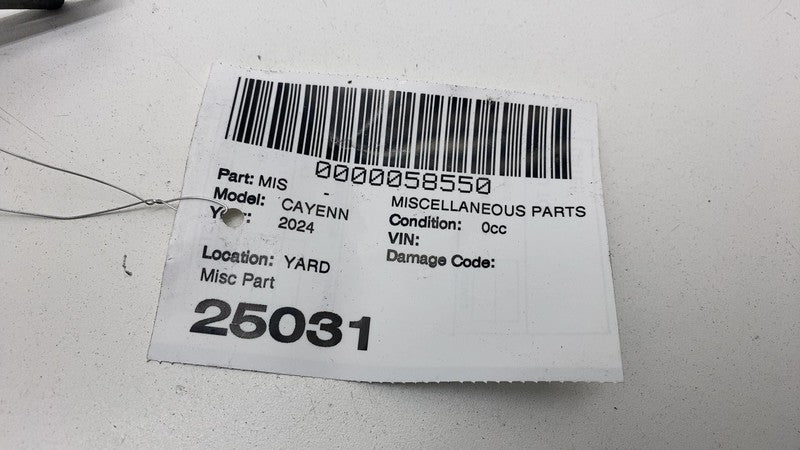 0000058550
Part: MIS - MISCELLANEOUS PARTS
Model: CAYENN Condition: 0cc
2024 VIN:
Damage Code:
Location: YARD
Misc Part
25031